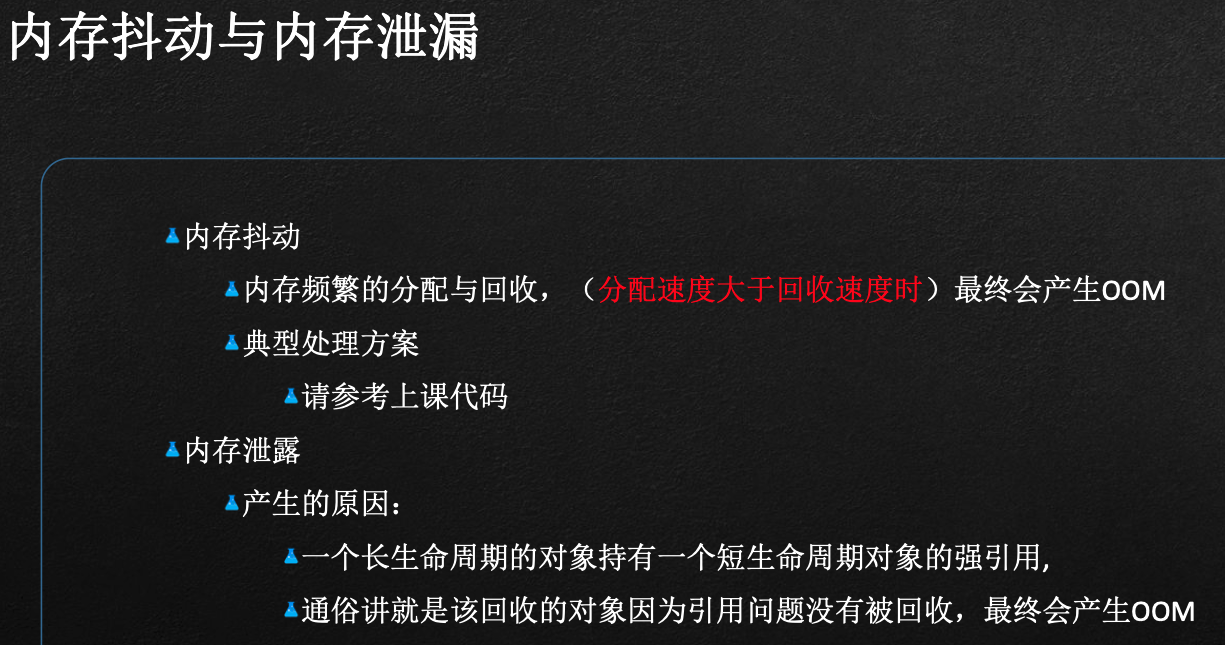 内存抖动与内存泄漏
内存抖动
内存频繁的分配与回收，（分配速度大于回收速度时）最终会产生OOM
典型处理方案
请参考上课代码
内存泄露
产生的原因：
一个长生命周期的对象持有一个短生命周期对象的强引用,
通俗讲就是该回收的对象因为引用问题没有被回收，最终会产生OOM